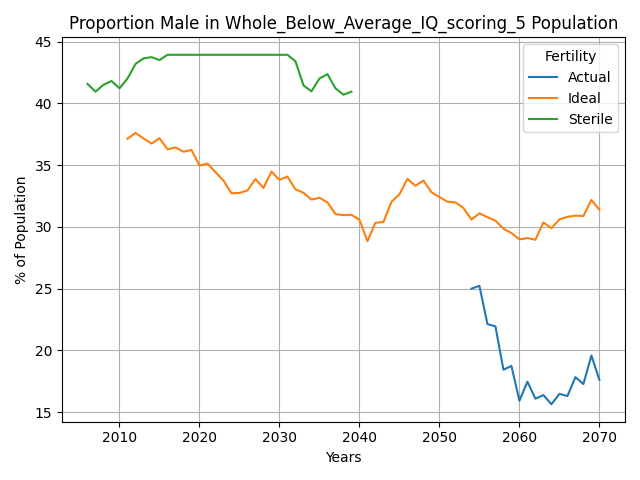 Proportion Male in Whole_Below_Average_IQ_scoring_5 Population
% of Population
45
40
35
30
25
20
15
Fertility
Actual
Ideal
Sterile
2010 2020 2030 2040 2050 2060 2070
Years